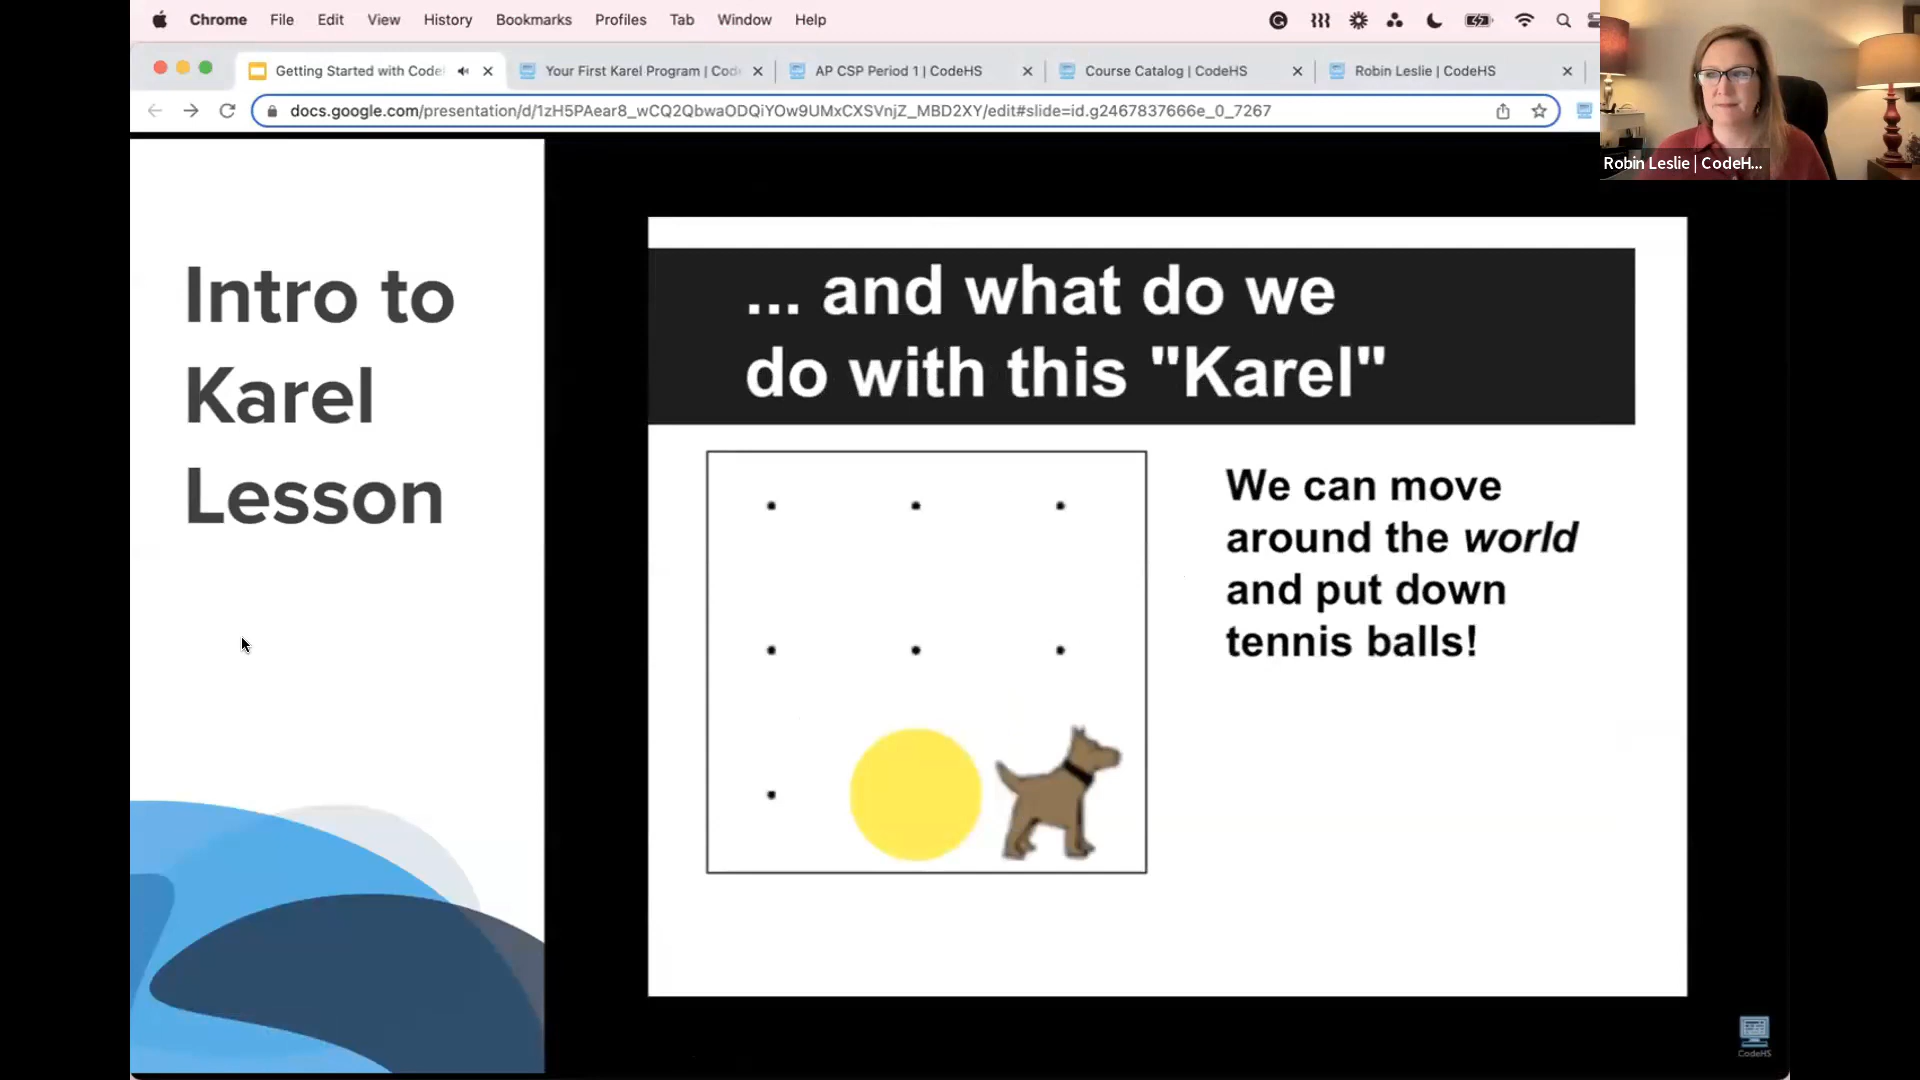 Chrome File Edit View History Bookmarks Profiles Tab Window Help
Getting Started with Code
Your First Karel Program | Cod
AP CSP Period 1 | CodeHS
Course Catalog | CodeHS
Robin Leslie | CodeHS
docs.google.com/presentation/d/1zH5PAear8_wCQ2QbwaODQiYOw9UMxCXSVnjZ_MBD2XY/edit#slide=id.g2467837666e_0_7267
Robin Leslie | CodeH...
Intro to
Karel
Lesson
... and what do we
do with this "Karel"
We can move
around the world
and put down
tennis balls!
CodeHS